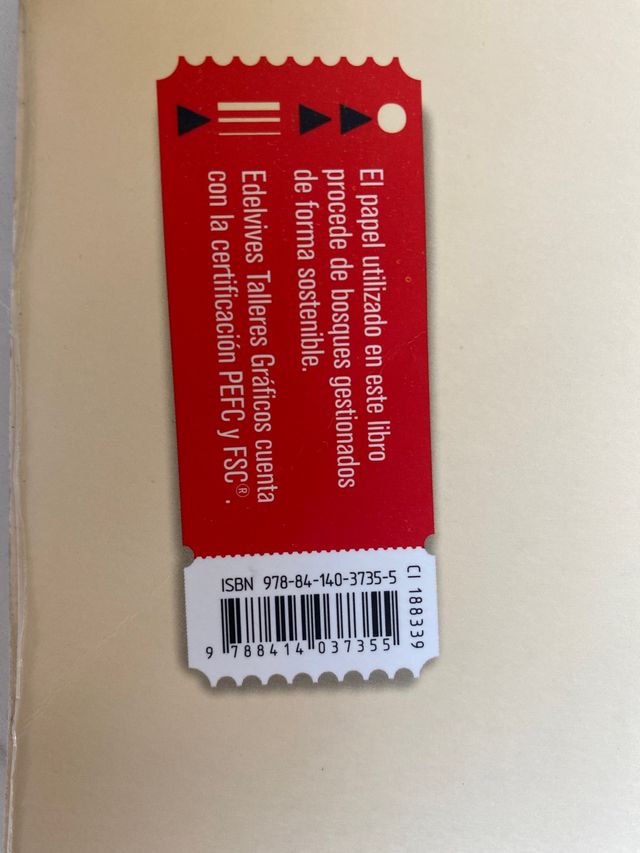 El papel utilizado en este libro
procede de bosques gestionados
de forma sostenible.
Edelvives Talleres Gráficos cuenta
con la certificación PEFC y FSC®.
ISBN 978-84-140-3735-5
9 788414 037355
CI 188339